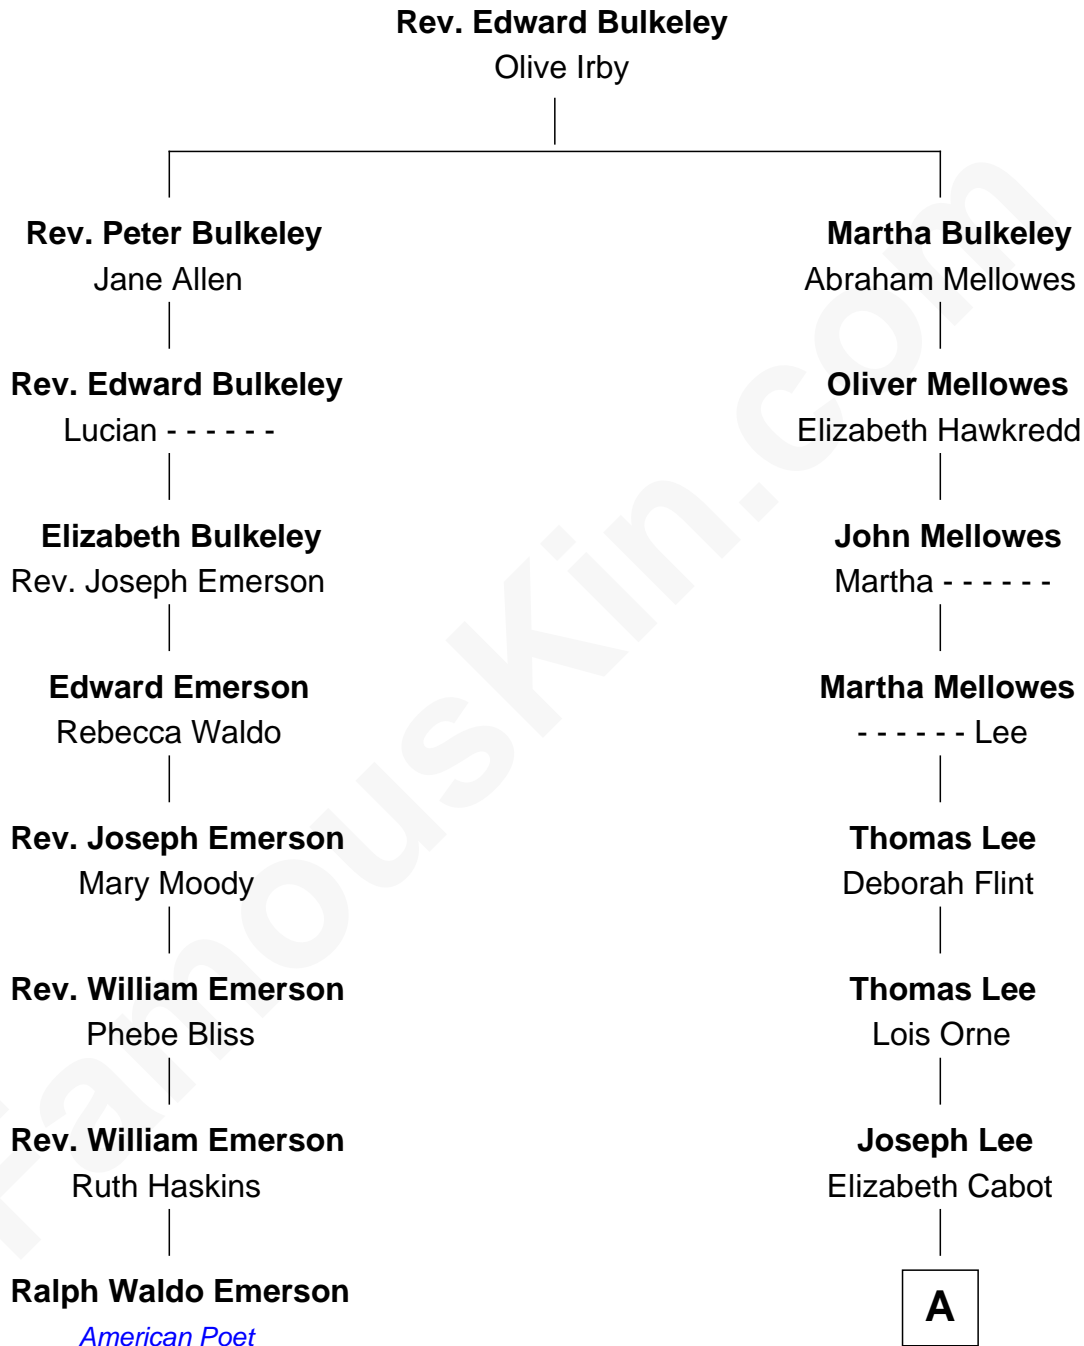 Rev. Edward Bulkeley
Olive Irby
Rev. Peter Bulkeley
Jane Allen
Martha Bulkeley
Abraham Mellowes
Rev. Edward Bulkeley
Lucian - - - - - -
Oliver Mellowes
Elizabeth Hawkredd
Elizabeth Bulkeley
Rev. Joseph Emerson
John Mellowes
Martha - - - - - -
Edward Emerson
Rebecca Waldo
Martha Mellowes
- - - - - - Lee
Rev. Joseph Emerson
Mary Moody
Thomas Lee
Deborah Flint
Rev. William Emerson
Phebe Bliss
Thomas Lee
Lois Orne
Rev. William Emerson
Ruth Haskins
Joseph Lee
Elizabeth Cabot
Ralph Waldo Emerson
American Poet
A
FamousKin.com